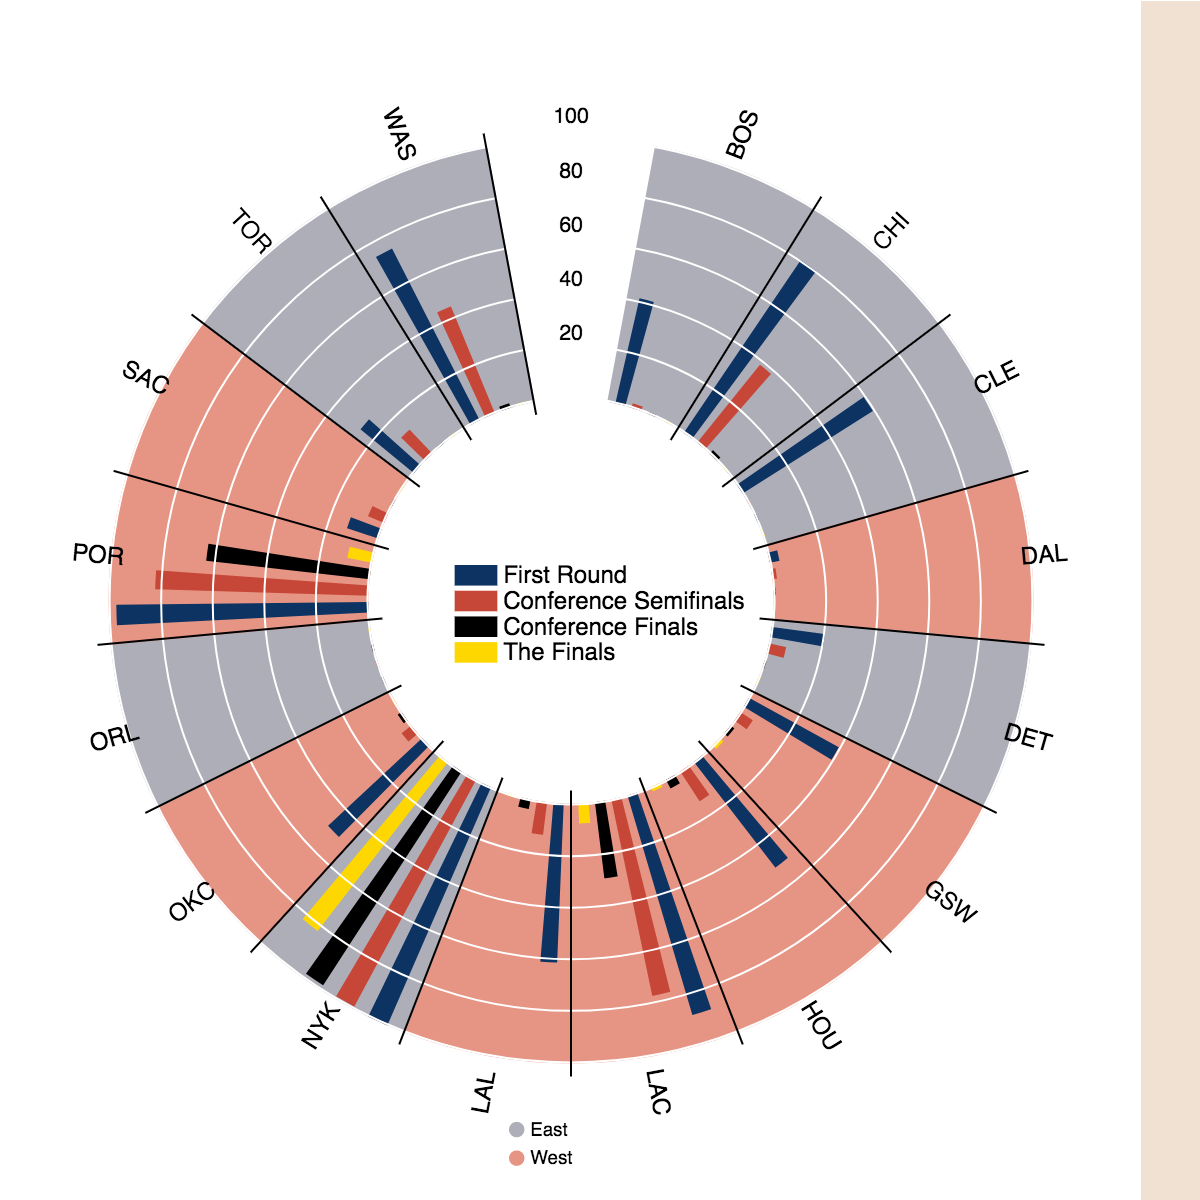 100
80
60
40
20
BOS
CHI
CLE
DAL
DET
GSW
HOU
LAC
LAL
NYK
OKC
ORL
POR
SAC
TOR
WAS
First Round
Conference Semifinals
Conference Finals
The Finals
East
West